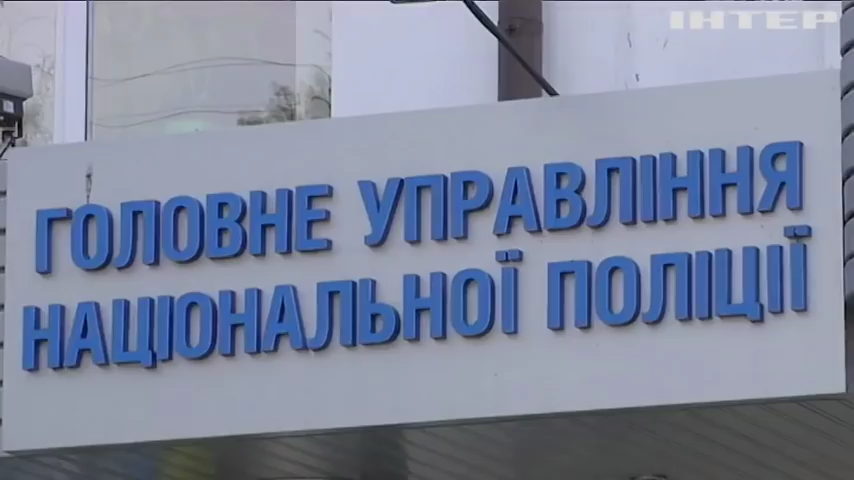 ІНТЕР
ГОЛОВНЕ УПРАВЛІННЯ
НАЦІОНАЛЬНОЇ ПОЛІЦІЇ